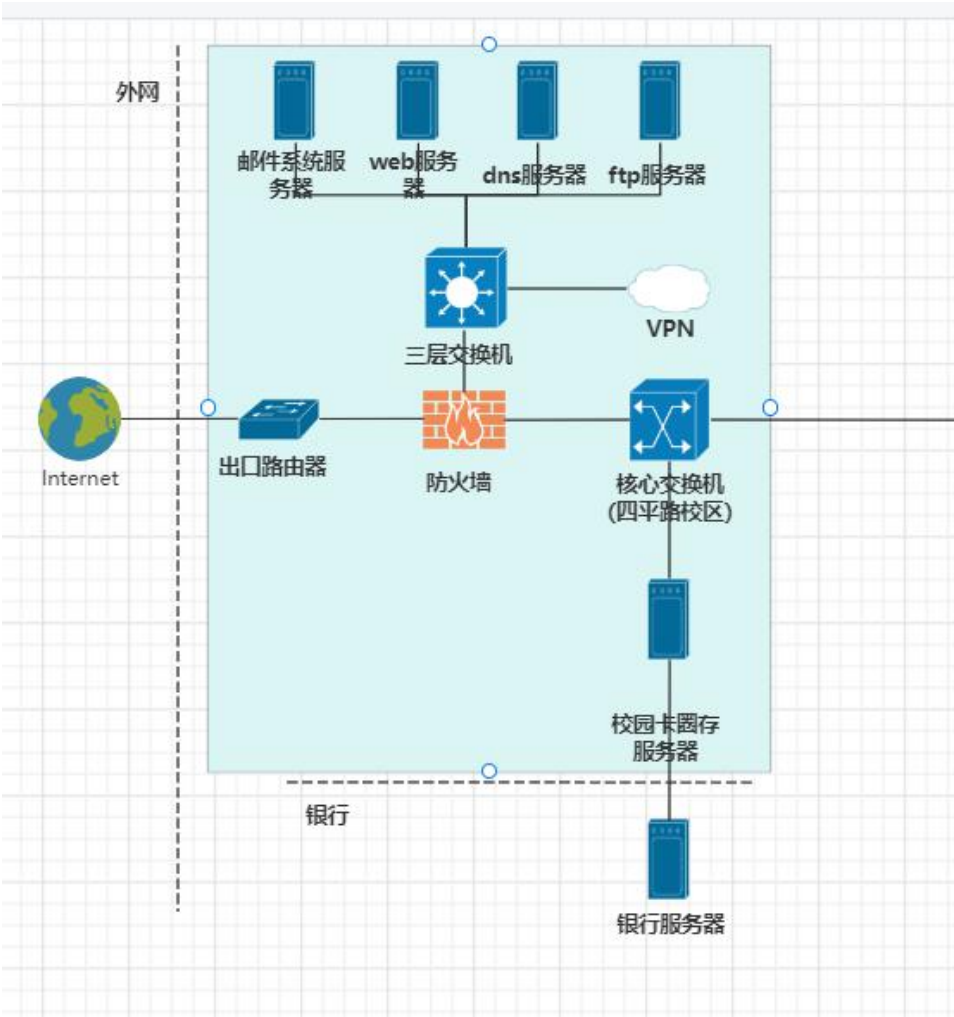 外网
邮件系统服
务器
web服务
器
dns服务器
ftp服务器
VPN
三层交换机
Internet
出口路由器
防火墙
核心交换机
(四平路校区)
校园卡圈存
服务器
银行
银行服务器